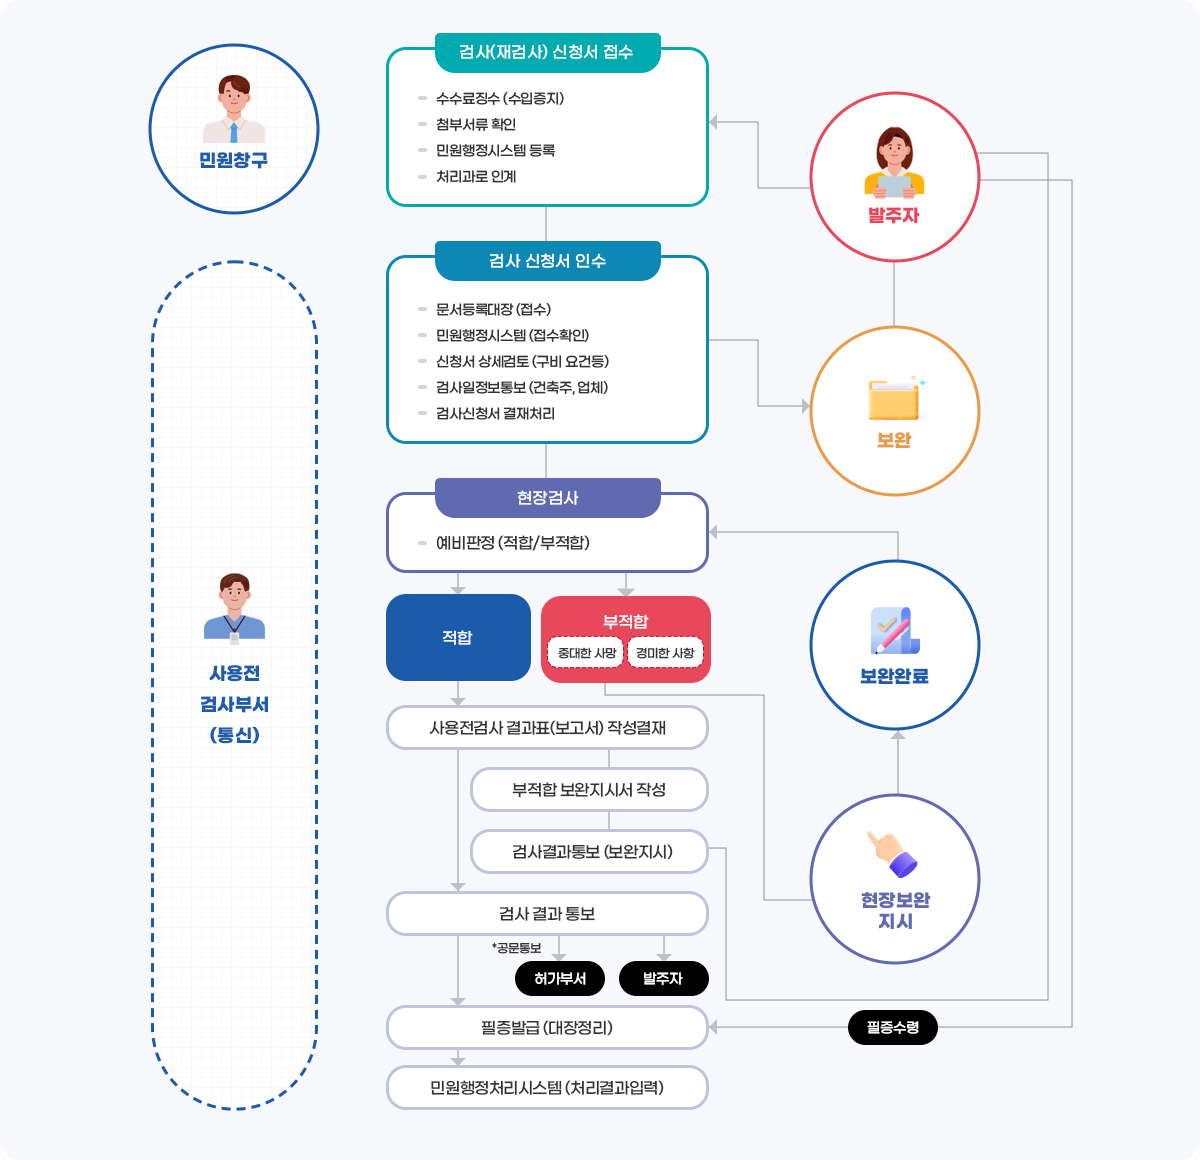 민원창구
검사(재검사) 신청서 접수
수수료징수 (수입증지)
첨부서류 확인
민원행정시스템 등록
처리과로 인계
발주자
검사 신청서 인수
문서등록대장 (접수)
민원행정시스템 (접수확인)
신청서 상세검토 (구비 요건등)
검사일정보통보 (건축주, 업체)
검사신청서 결재처리
보완
현장검사
예비판정 (적합/부적합)
적합
부적합
중대한 사망
경미한 사항
보완완료
사용전
검사부서
(통신)
사용전검사 결과표(보고서) 작성결재
부적합 보완지시서 작성
검사결과통보 (보완지시)
현장보완
지시
검사 결과 통보
*공문통보
허가부서
발주자
필증발급 (대장정리)
필증수령
민원행정처리시스템 (처리결과입력)